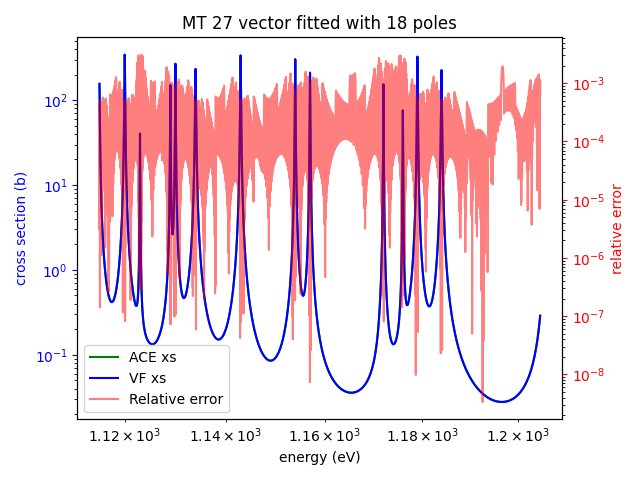 MT 27 vector fitted with 18 poles
cross section (b)
10²
10¹
10⁰
10⁻¹
10⁻³
10⁻⁴
10⁻⁵
10⁻⁶
10⁻⁷
10⁻⁸
relative error
ACE xs
VF xs
Relative error
1.12 × 10³ 1.14 × 10³ 1.16 × 10³ 1.18 × 10³ 1.2 × 10³
energy (eV)